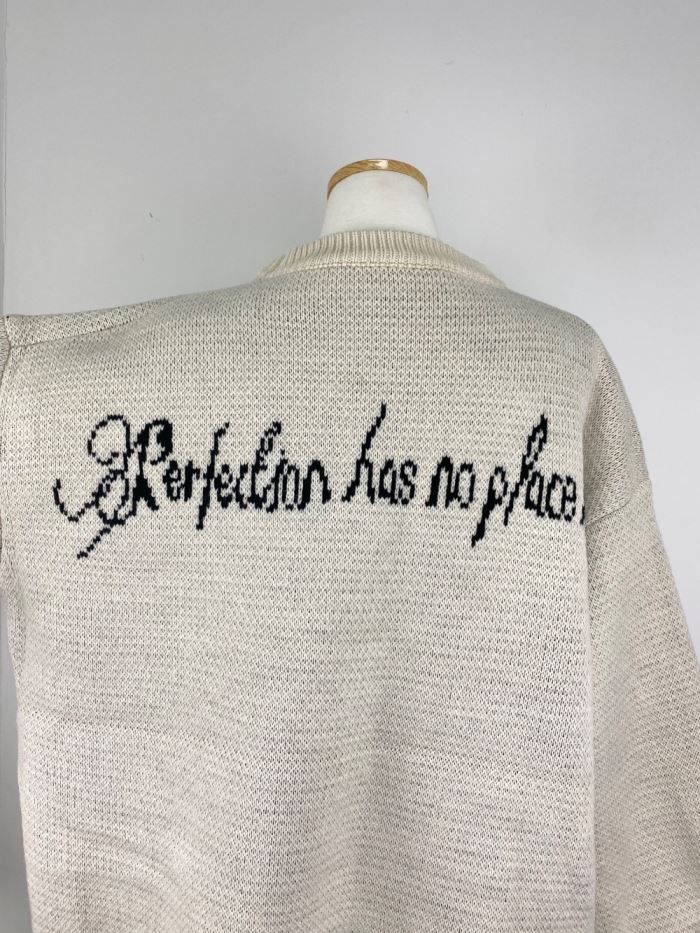 Perfection has no place